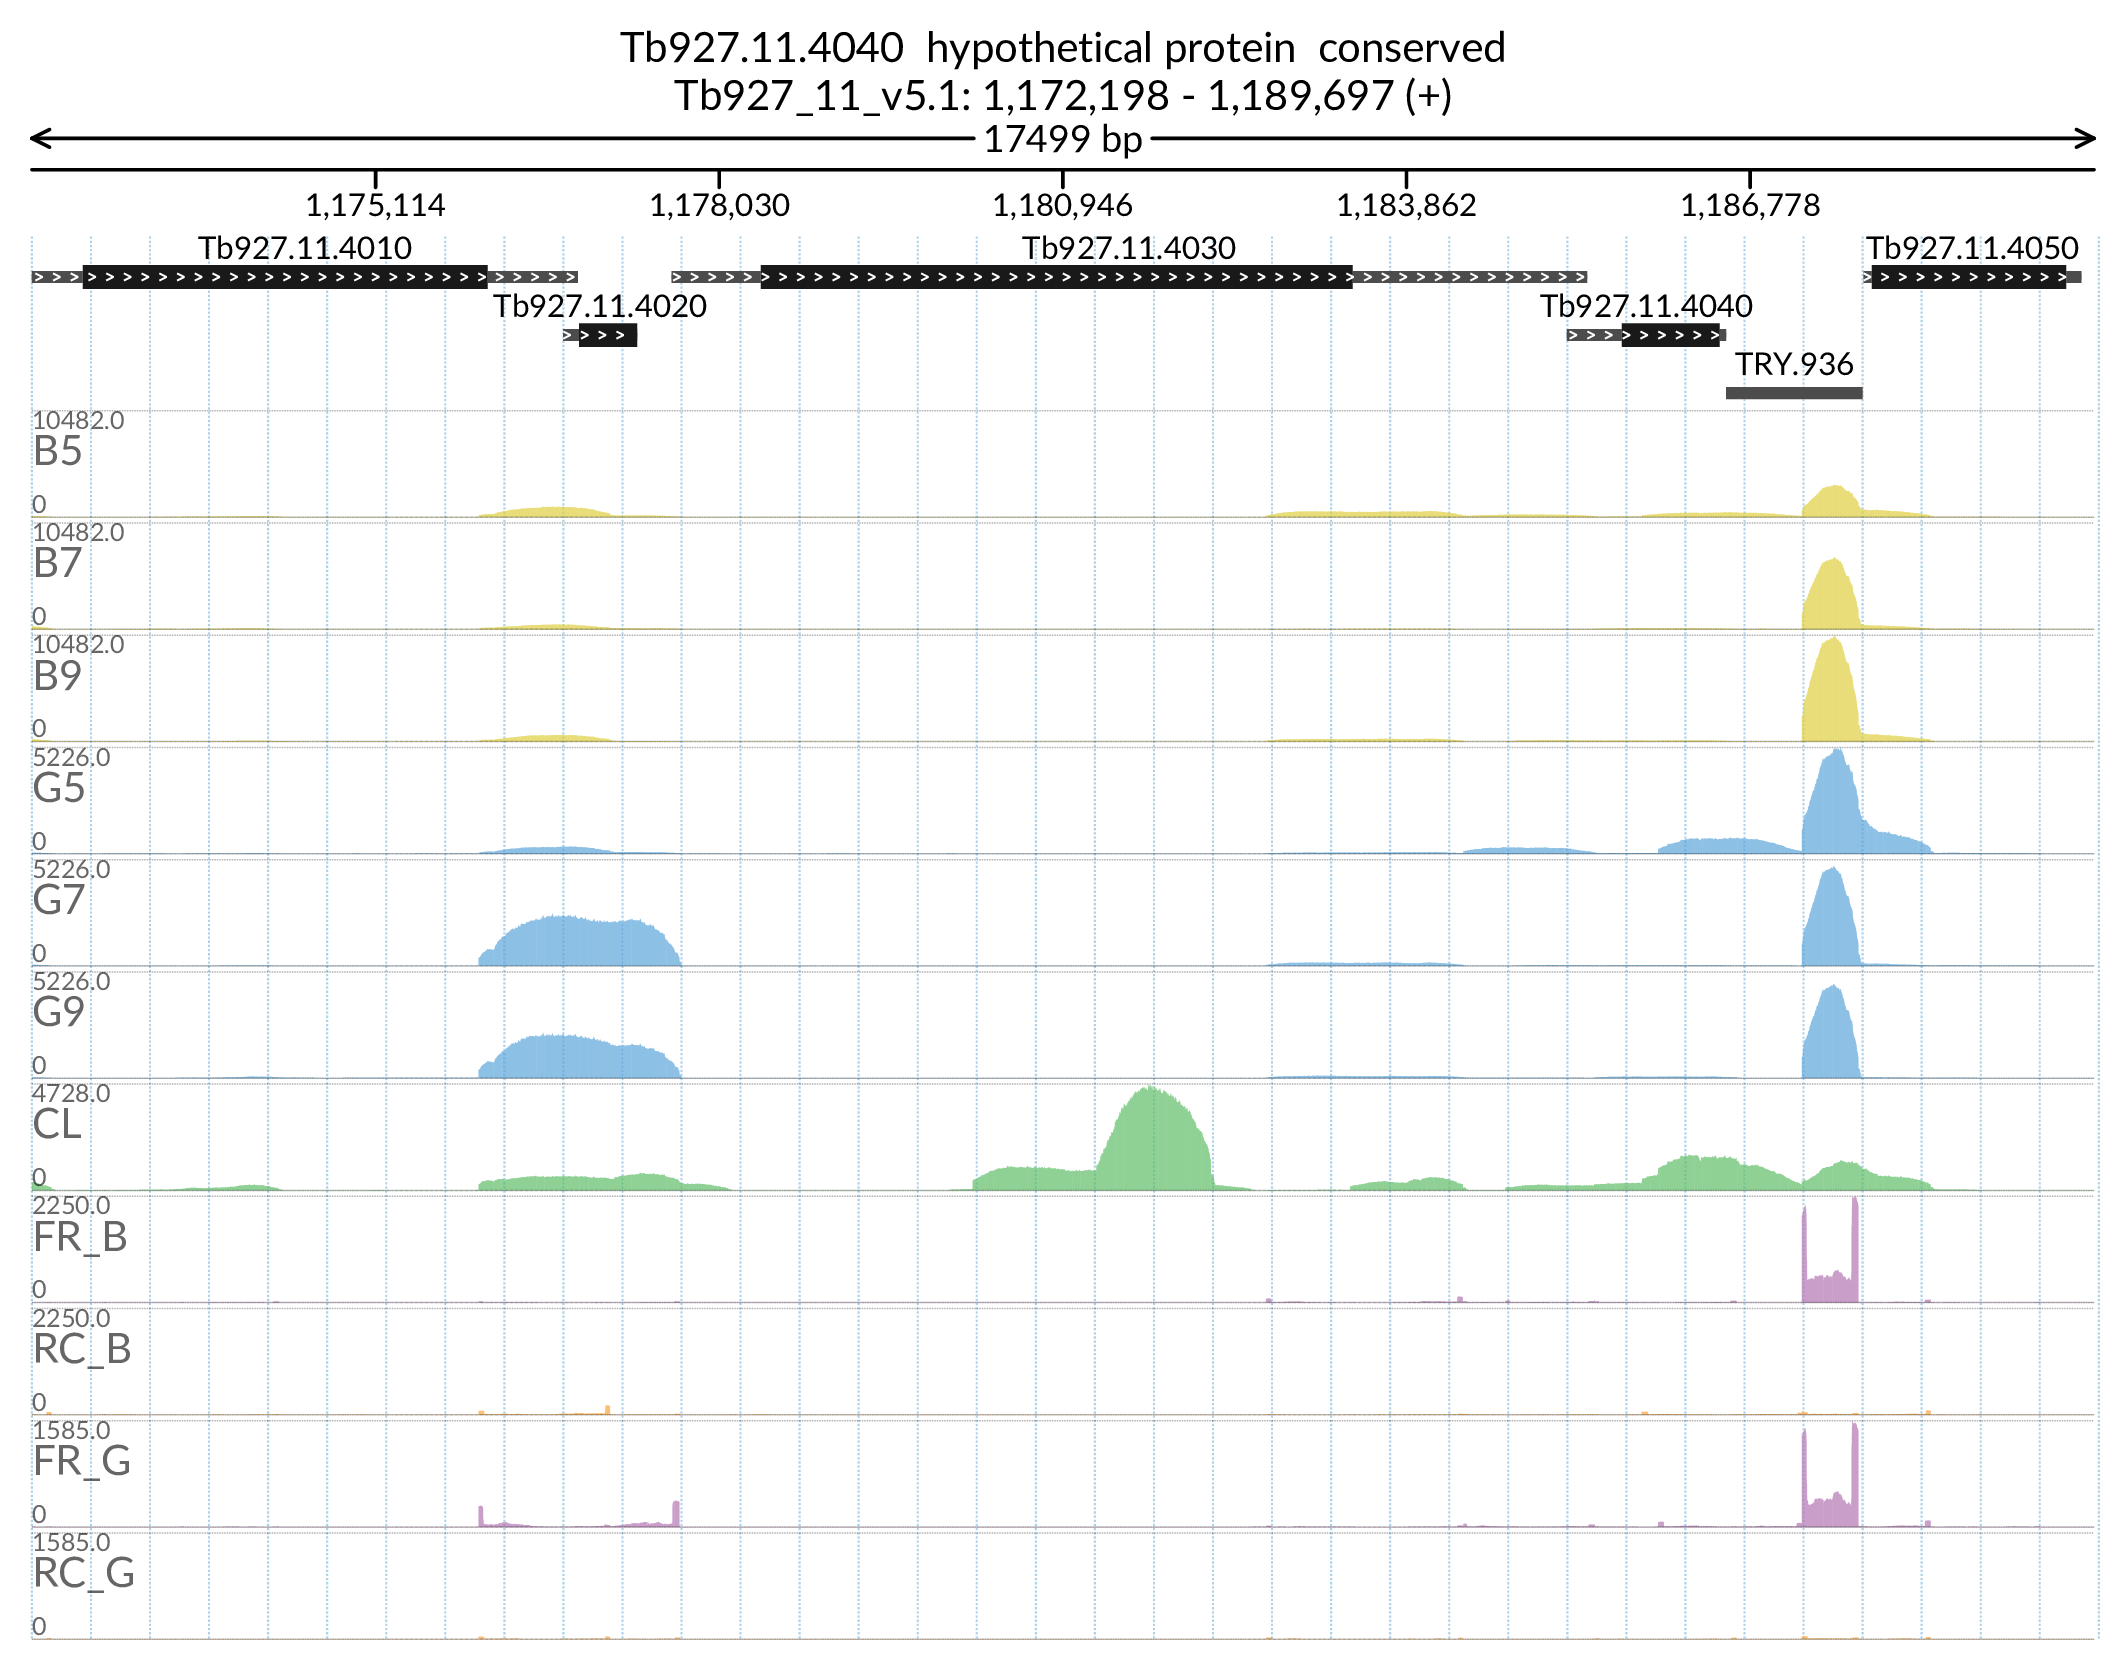 Tb927.11.4040  hypothetical protein  conserved
Tb927_11_v5.1: 1,172,198 - 1,189,697 (+)
17499 bp
1,175,114 1,178,030 1,180,946 1,183,862 1,186,778
Tb927.11.4010 Tb927.11.4030 Tb927.11.4050
Tb927.11.4020 Tb927.11.4040
TRY.936
10482.0
B5
0
10482.0
B7
0
10482.0
B9
0
5226.0
G5
0
5226.0
G7
0
5226.0
G9
0
4728.0
CL
0
2250.0
FR_B
0
2250.0
RC_B
0
1585.0
FR_G
0
1585.0
RC_G
0